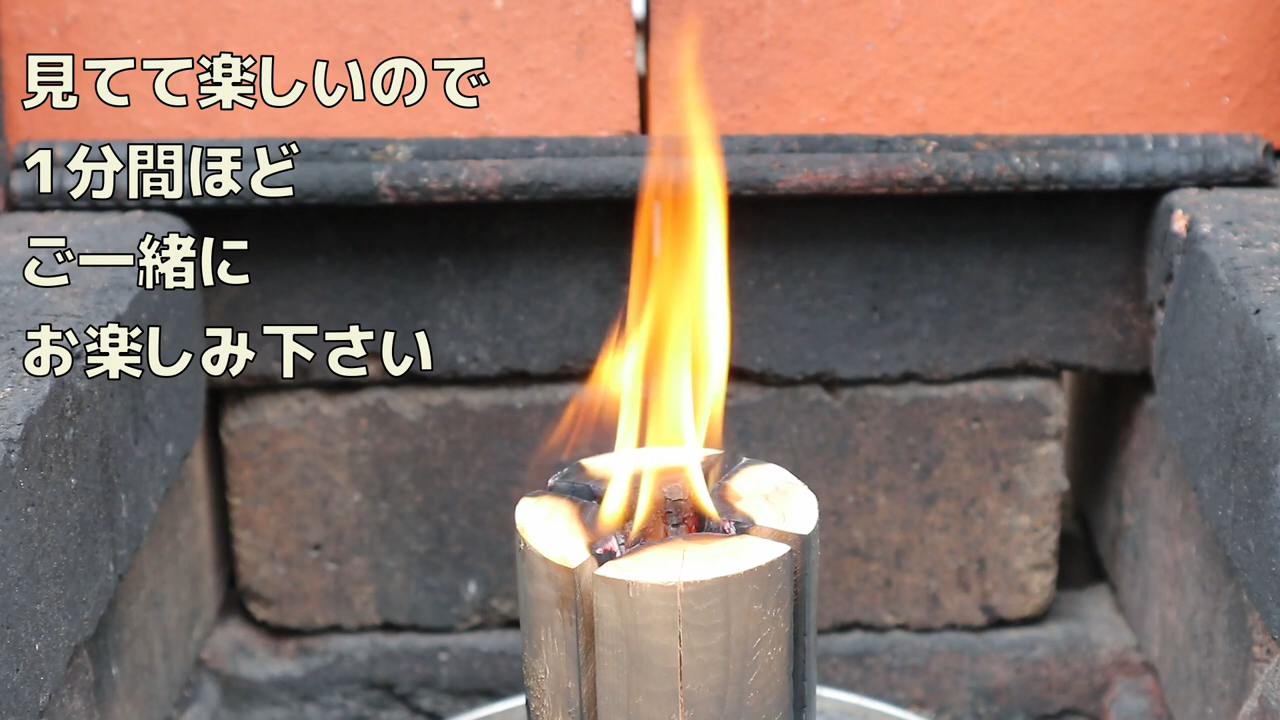 見てて楽しいので
1分間ほど
ご一緒に
お楽しみ下さい